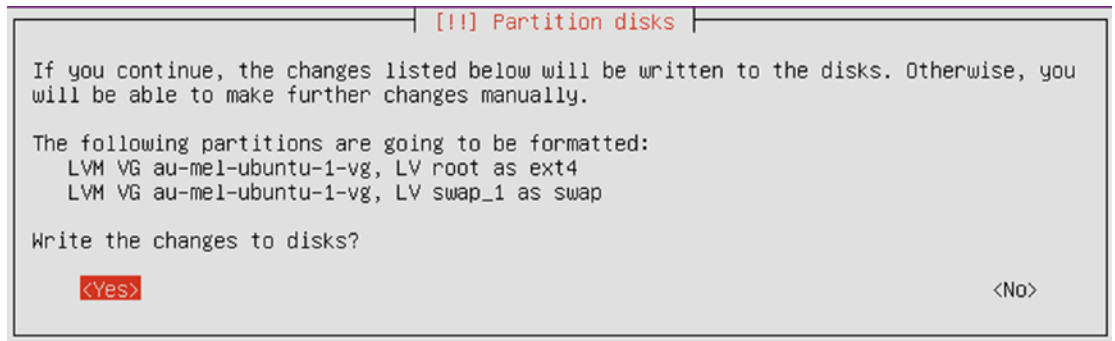 [!!] Partition disks
If you continue, the changes listed below will be written to the disks. Otherwise, you
will be able to make further changes manually.
The following partitions are going to be formatted:
LVM VG au-mel-ubuntu-1-vg, LV root as ext4
LVM VG au-mel-ubuntu-1-vg, LV swap_1 as swap
Write the changes to disks?
<Yes> <No>